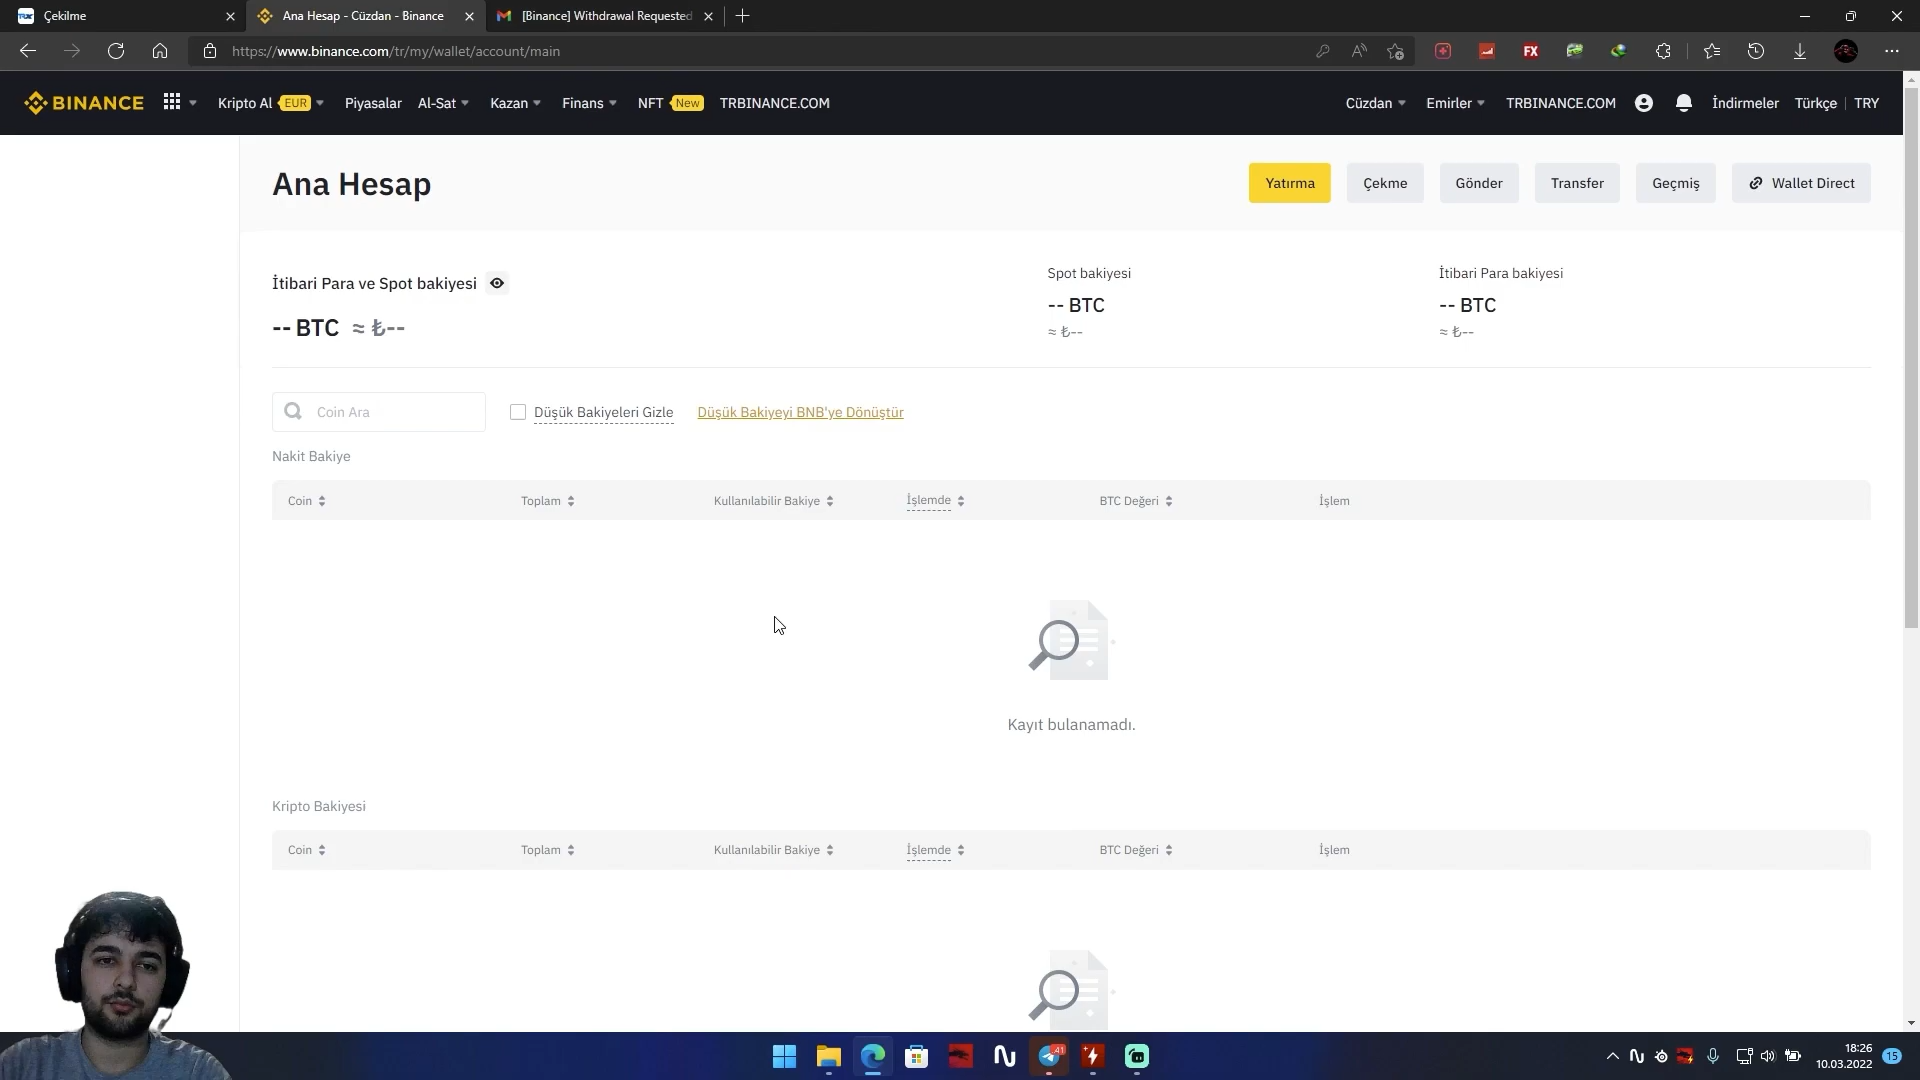 Çekilme
Ana Hesap - Cüzdan - Binance
[Binance] Withdrawal Requested
https://www.binance.com/tr/my/wallet/account/main
BINANCE
Kripto Al EUR
Piyasalar
Al-Sat
Kazan
Finans
NFT New
TRBINANCE.COM
Cüzdan
Emirler
TRBINANCE.COM
İndirmeler
Türkçe
TRY
Ana Hesap
Yatırma
Çekme
Gönder
Transfer
Geçmiş
Wallet Direct
İtibari Para ve Spot bakiyesi
-- BTC ≈ ₺--
Spot bakiyesi
-- BTC
≈ ₺--
İtibari Para bakiyesi
-- BTC
≈ ₺--
Coin Ara
Düşük Bakiyeleri Gizle
Düşük Bakiyeyi BNB'ye Dönüştür
Nakit Bakiye
Coin
Toplam
Kullanılabilir Bakiye
İşlemde
BTC Değeri
İşlem
Kayıt bulanamadı.
Kripto Bakiyesi
Coin
Toplam
Kullanılabilir Bakiye
İşlemde
BTC Değeri
İşlem
FX
41
18:26
10.03.2022
15